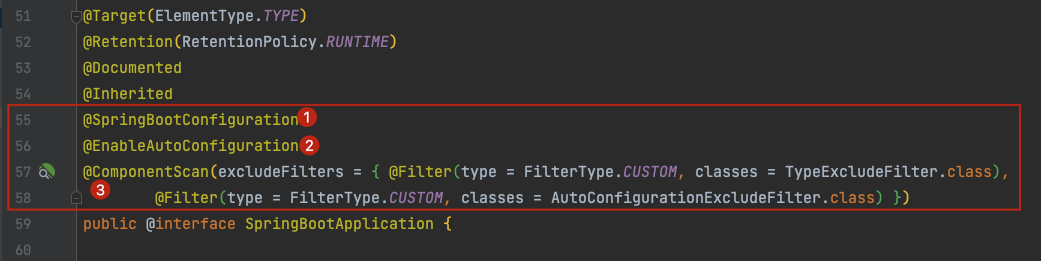 51 @Target(ElementType.TYPE)
52 @Retention(RetentionPolicy.RUNTIME)
53 @Documented
54 @Inherited
55 @SpringBootConfiguration 1
56 @EnableAutoConfiguration 2
57 @ComponentScan(excludeFilters = { @Filter(type = FilterType.CUSTOM, classes = TypeExcludeFilter.class),
58 3 @Filter(type = FilterType.CUSTOM, classes = AutoConfigurationExcludeFilter.class) })
59 public @interface SpringBootApplication {
60